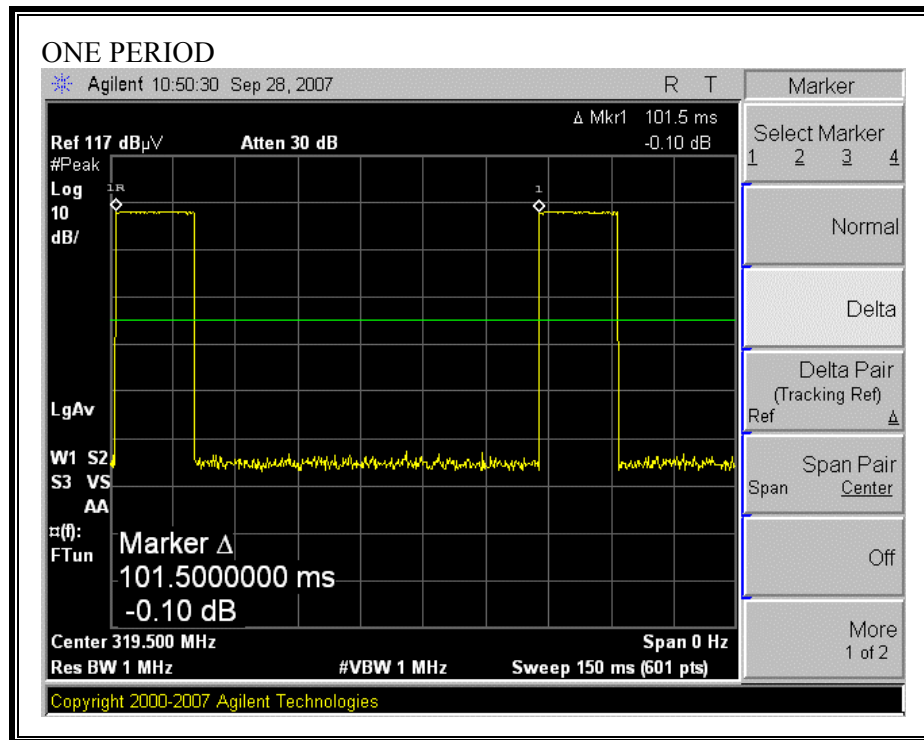 ONE PERIOD
Agilent 10:50:30 Sep 28, 2007 R T
Δ Mkr1 101.5 ms
Ref 117 dBµV Atten 30 dB -0.10 dB
#Peak
Log
10
dB/
1R
1
LgAv
W1 S2
S3 VS
AA
¤(f):
FTun
Marker Δ
101.5000000 ms
-0.10 dB
Center 319.500 MHz Span 0 Hz
Res BW 1 MHz #VBW 1 MHz Sweep 150 ms (601 pts)
Copyright 2000-2007 Agilent Technologies
Marker
Select Marker
1 2 3 4
Normal
Delta
Delta Pair
(Tracking Ref)
Ref Δ
Span Pair
Span Center
Off
More
1 of 2